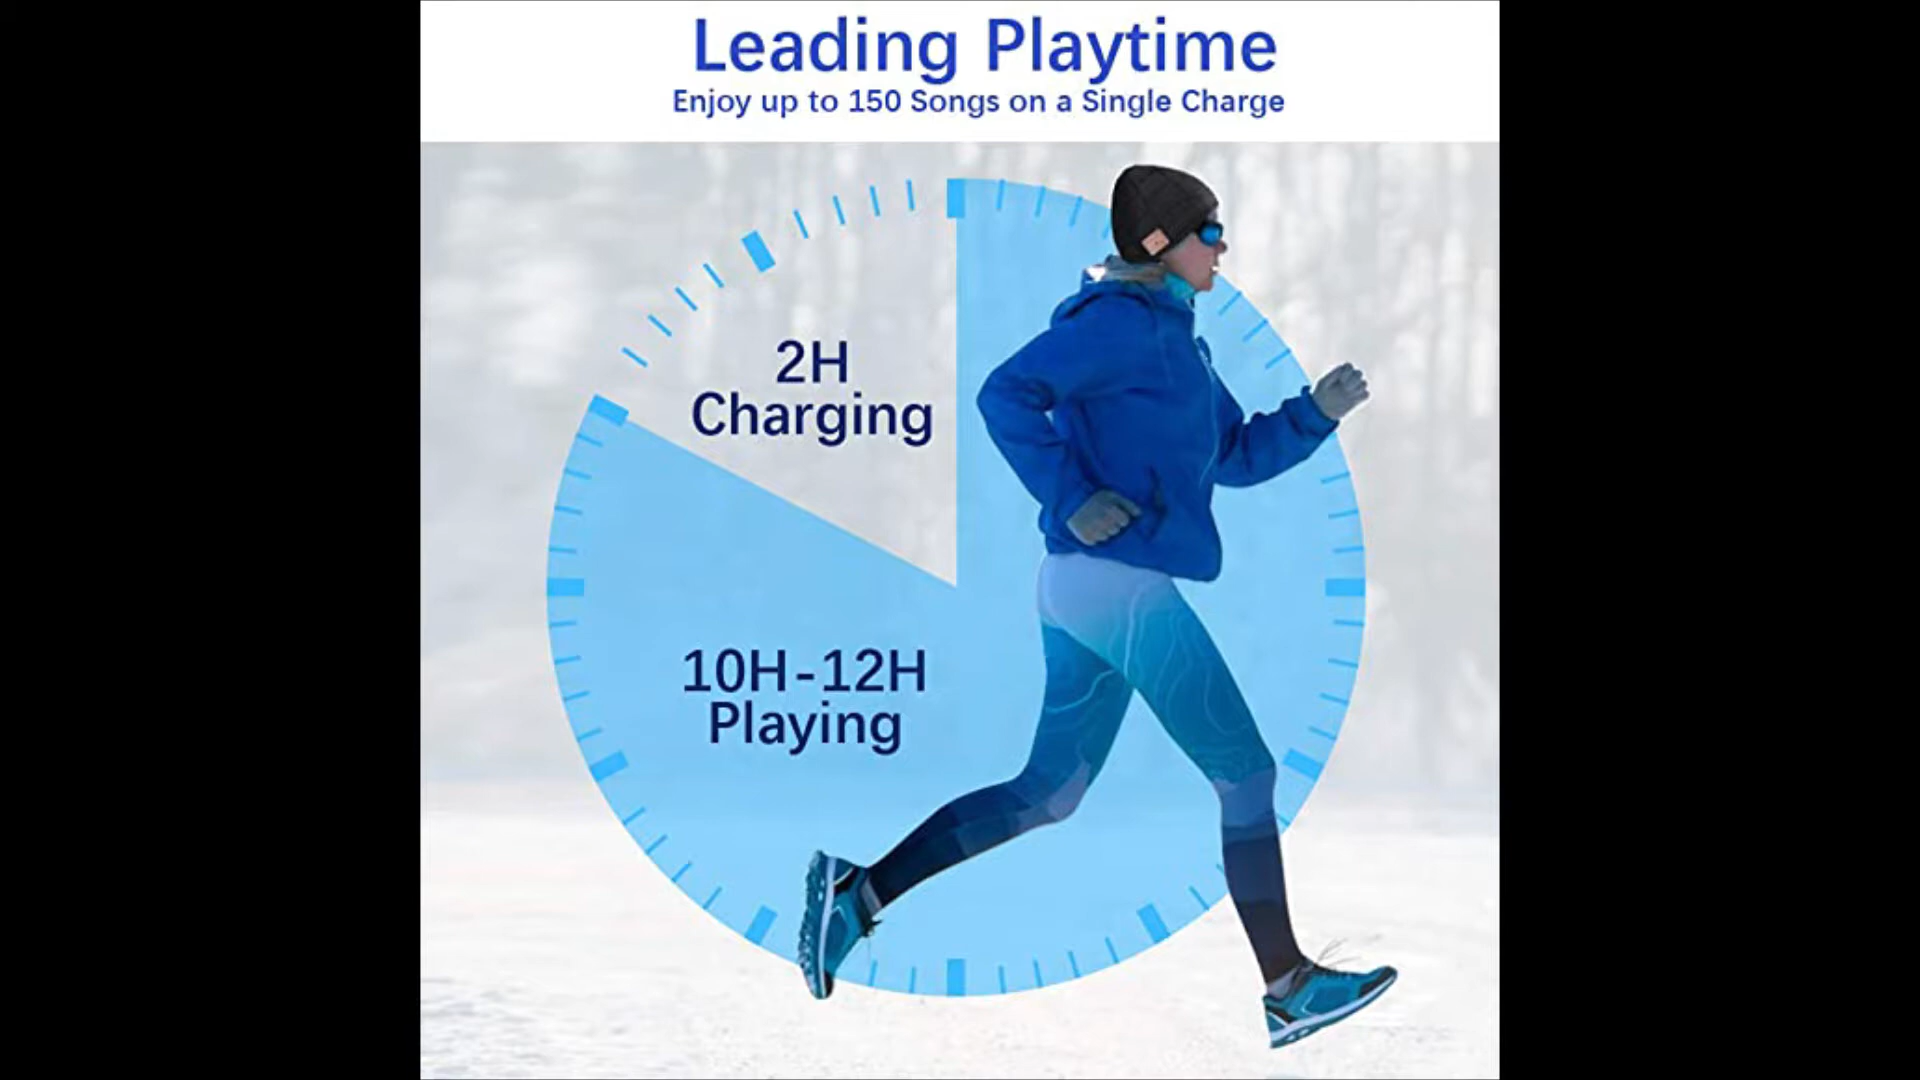 Leading Playtime
Enjoy up to 150 Songs on a Single Charge
2H
Charging
10H-12H
Playing